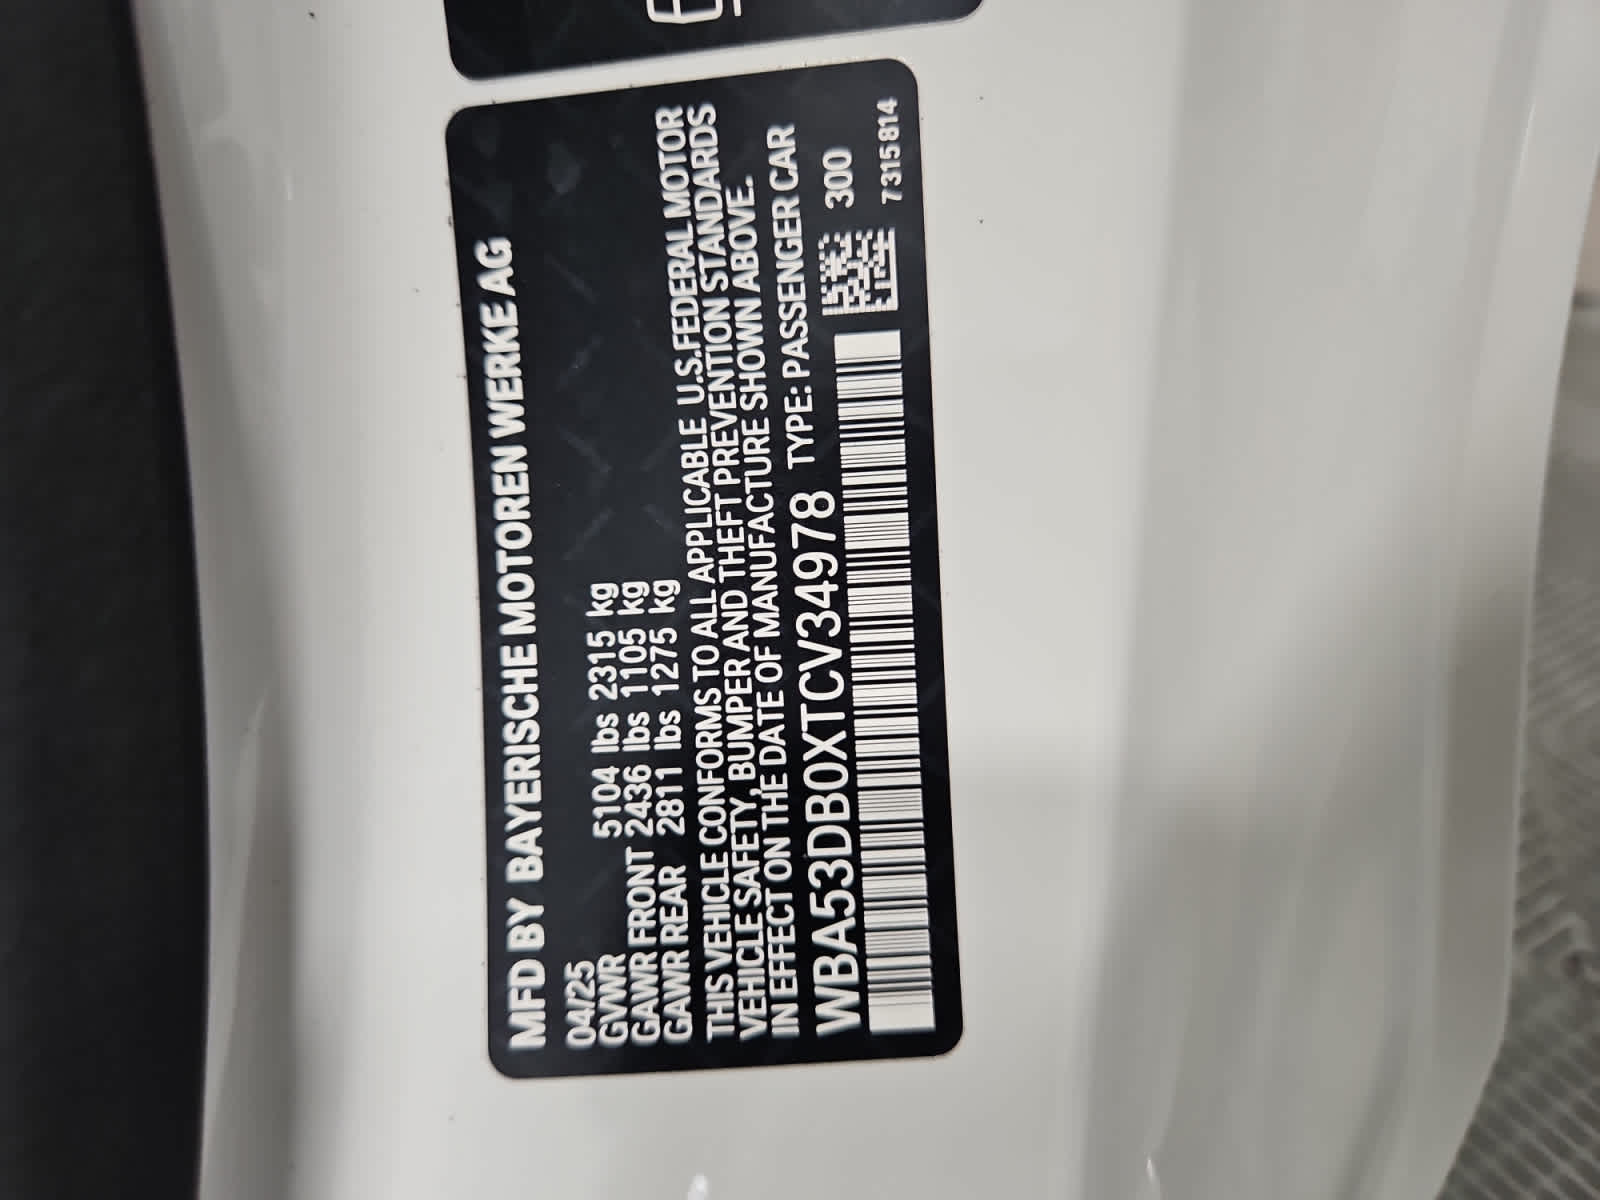 MFD BY BAYERISCHE MOTOREN WERKE AG
04/25
GVWR 5104 lbs 2315 kg
GAWR FRONT 2436 lbs 1105 kg
GAWR REAR 2811 lbs 1275 kg
THIS VEHICLE CONFORMS TO ALL APPLICABLE U.S.FEDERAL MOTOR
VEHICLE SAFETY, BUMPER AND THEFT PREVENTION STANDARDS
IN EFFECT ON THE DATE OF MANUFACTURE SHOWN ABOVE.
WBA53DB0XTCV34978 TYPE: PASSENGER CAR
300
7315814